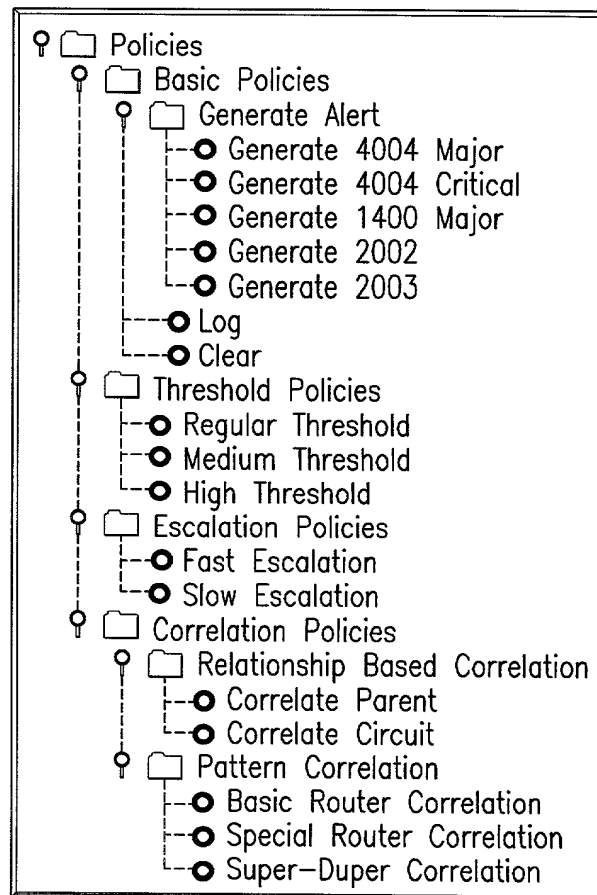 Policies
Basic Policies
Generate Alert
Generate 4004 Major
Generate 4004 Critical
Generate 1400 Major
Generate 2002
Generate 2003
Log
Clear
Threshold Policies
Regular Threshold
Medium Threshold
High Threshold
Escalation Policies
Fast Escalation
Slow Escalation
Correlation Policies
Relationship Based Correlation
Correlate Parent
Correlate Circuit
Pattern Correlation
Basic Router Correlation
Special Router Correlation
Super-Duper Correlation